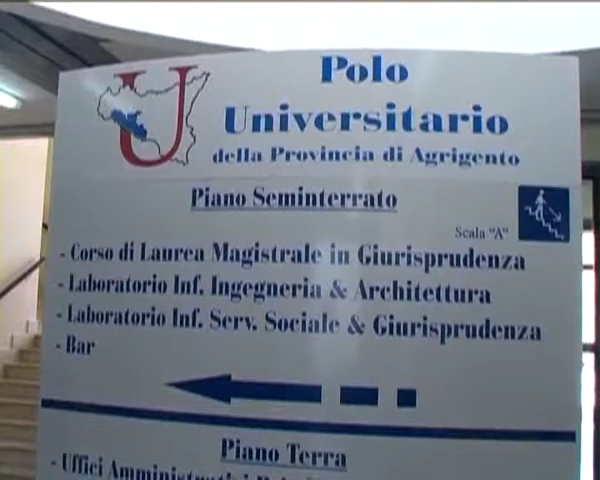 U
Polo
Universitario
della Provincia di Agrigento
Piano Seminterrato
Scala "A"
- Corso di Laurea Magistrale in Giurisprudenza
- Laboratorio Inf. Ingegneria & Architettura
- Laboratorio Inf. Serv. Sociale & Giurisprudenza
- Bar
Piano Terra
- Uffici Amministrativi